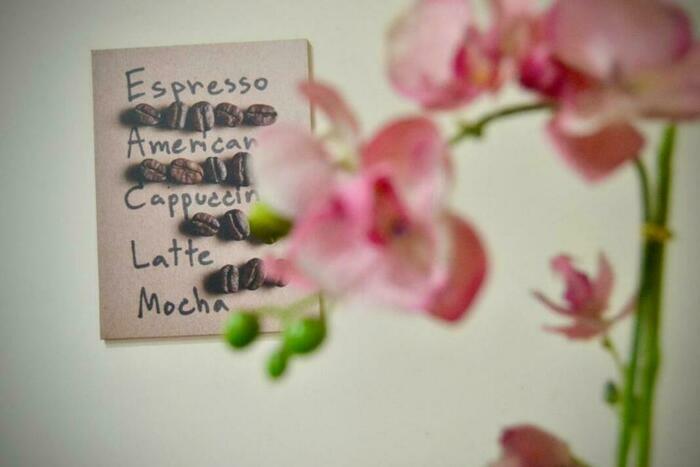 Espresso
American
Cappuccin
Latte
Mocha